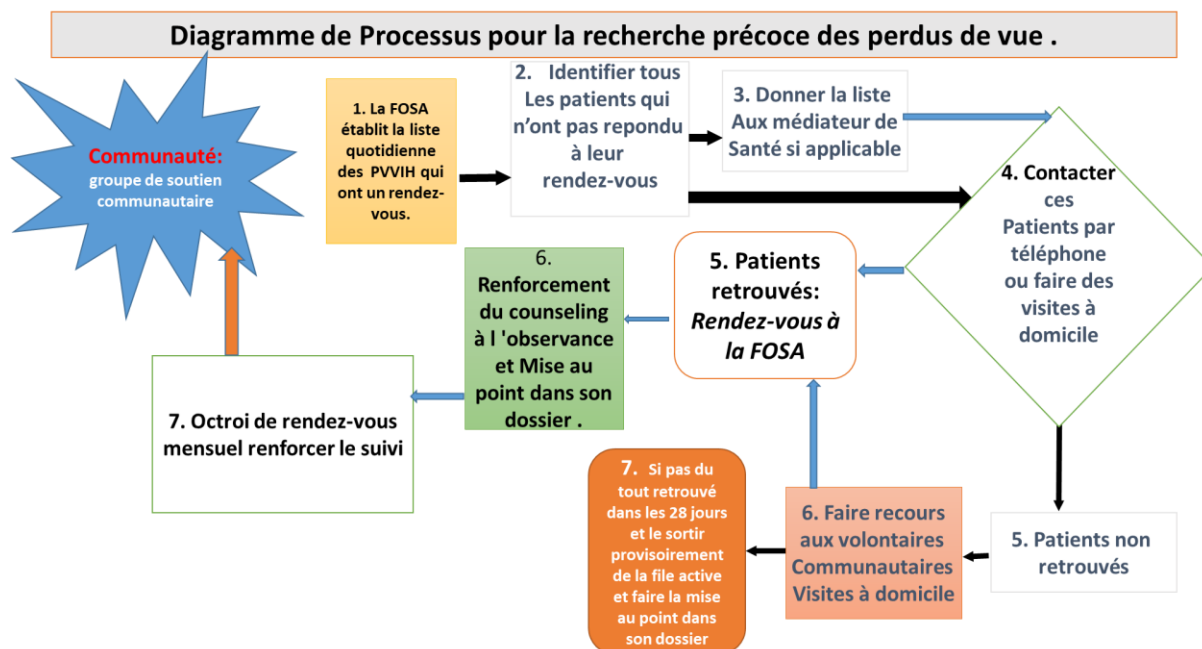 Diagramme de Processus pour la recherche précoce des perdus de vue .
Communauté:
groupe de soutien
communautaire
1. La FOSA
établit la liste
quotidienne
des PVVIH qui
ont un rendez-
vous.
2. Identifier tous
Les patients qui
n’ont pas repondu
à leur
rendez-vous
3. Donner la liste
Aux médiateur de
Santé si applicable
4. Contacter
ces
Patients par
téléphone
ou faire des
visites à
domicile
5. Patients
retrouvés:
Rendez-vous à
la FOSA
6.
Renforcement
du counseling
à l 'observance
et Mise au
point dans son
dossier .
7. Octroi de rendez-vous
mensuel renforcer le suivi
5. Patients non
retrouvés
6. Faire recours
aux volontaires
Communautaires
Visites à domicile
7. Si pas du
tout retrouvé
dans les 28 jours
et le sortir
provisoirement
de la file active
et faire la mise
au point dans
son dossier